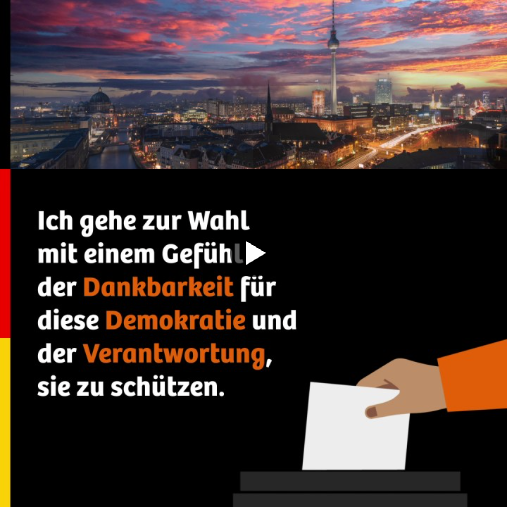 Ich gehe zur Wahl
mit einem Gefühl
der Dankbarkeit für
diese Demokratie und
der Verantwortung,
sie zu schützen.